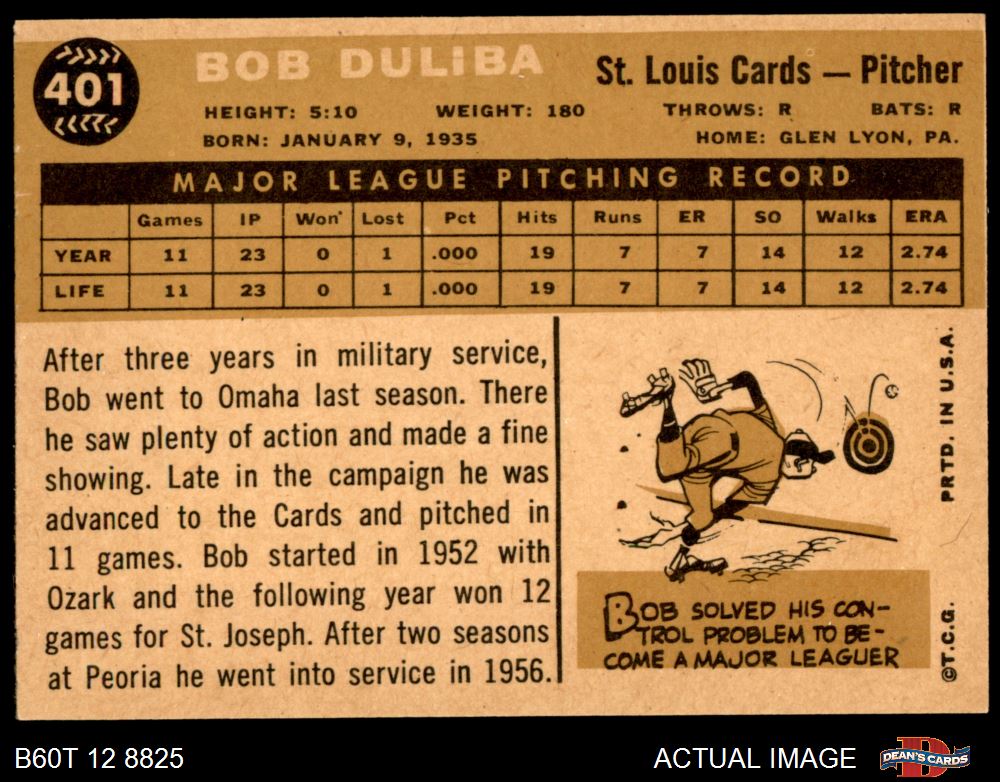 401
BOB DULIBA
St. Louis Cards — Pitcher
HEIGHT: 5:10 WEIGHT: 180 THROWS: R BATS: R
BORN: JANUARY 9, 1935 HOME: GLEN LYON, PA.
MAJOR LEAGUE PITCHING RECORD
Games IP Won Lost Pct Hits Runs ER SO Walks ERA
YEAR 11 23 0 1 .000 19 7 7 14 12 2.74
LIFE 11 23 0 1 .000 19 7 7 14 12 2.74
After three years in military service,
Bob went to Omaha last season. There
he saw plenty of action and made a fine
showing. Late in the campaign he was
advanced to the Cards and pitched in
11 games. Bob started in 1952 with
Ozark and the following year won 12
games for St. Joseph. After two seasons
at Peoria he went into service in 1956.
BOB SOLVED HIS CON-
TROL PROBLEM TO BE-
COME A MAJOR LEAGUER
©T.C.G. PRTD. IN U.S.A.
B60T 12 8825
ACTUAL IMAGE
DEAN'S CARDS